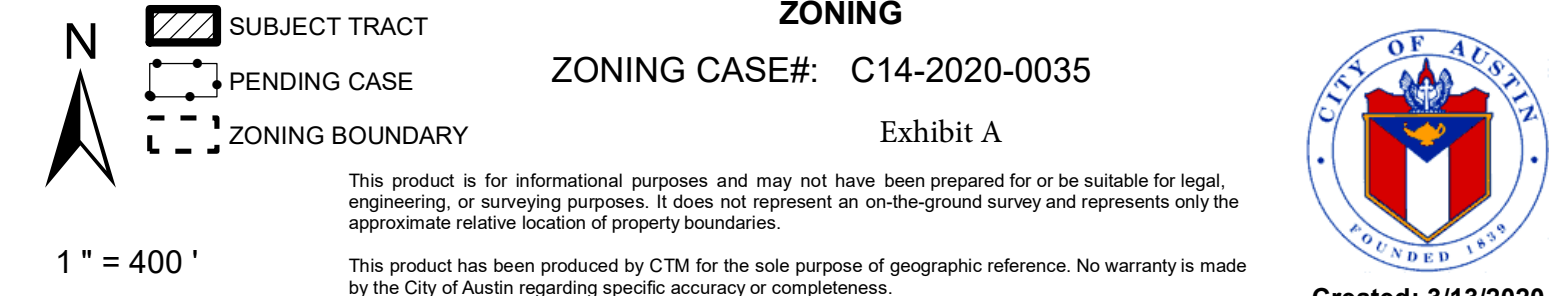 ZONING
N
SUBJECT TRACT
PENDING CASE
ZONING BOUNDARY
ZONING CASE#: C14-2020-0035
Exhibit A
This product is for informational purposes and may not have been prepared for or be suitable for legal,
engineering, or surveying purposes. It does not represent an on-the-ground survey and represents only the
approximate relative location of property boundaries.
1 " = 400 '
This product has been produced by CTM for the sole purpose of geographic reference. No warranty is made
by the City of Austin regarding specific accuracy or completeness.
CITY OF AUSTIN
FOUNDED 1839
Created: 3/13/2020